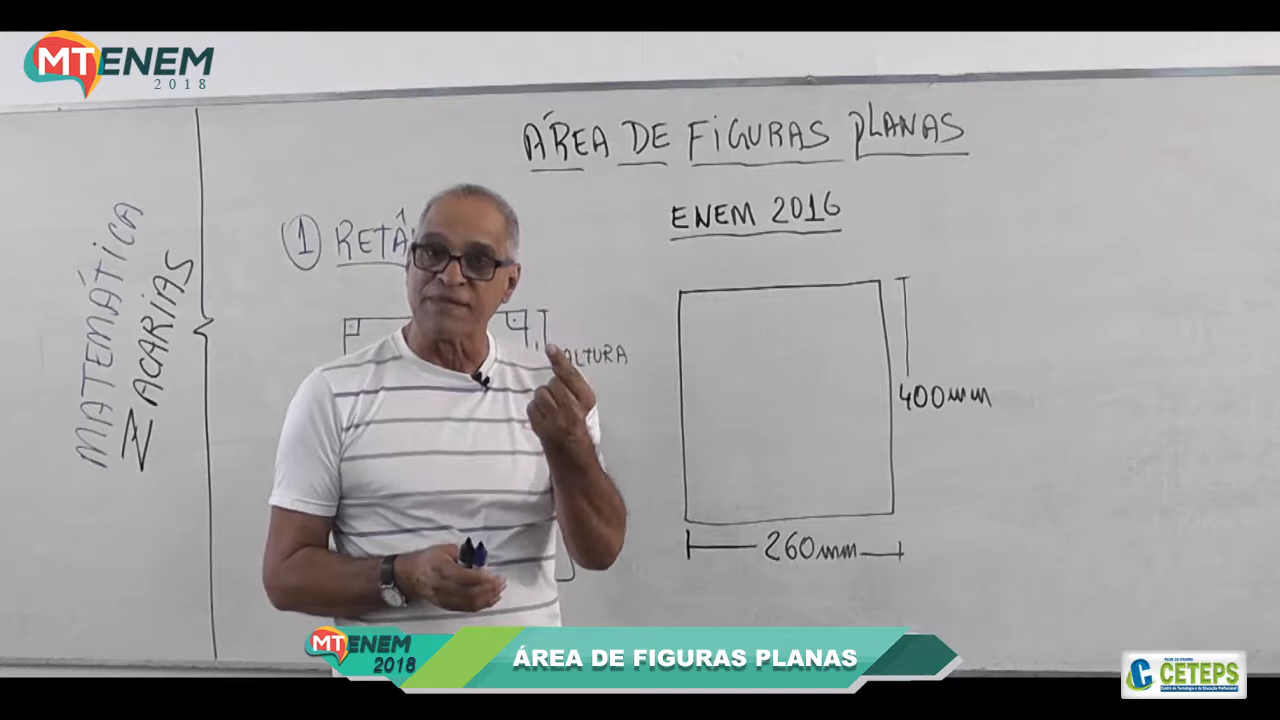 MTENEM
2018
ÁREA DE FIGURAS PLANAS
ENEM 2016
MATEMÁTICA
ZACARIAS
1
ALTURA
400mm
260mm
MTENEM
2018
ÁREA DE FIGURAS PLANAS
CETEPS